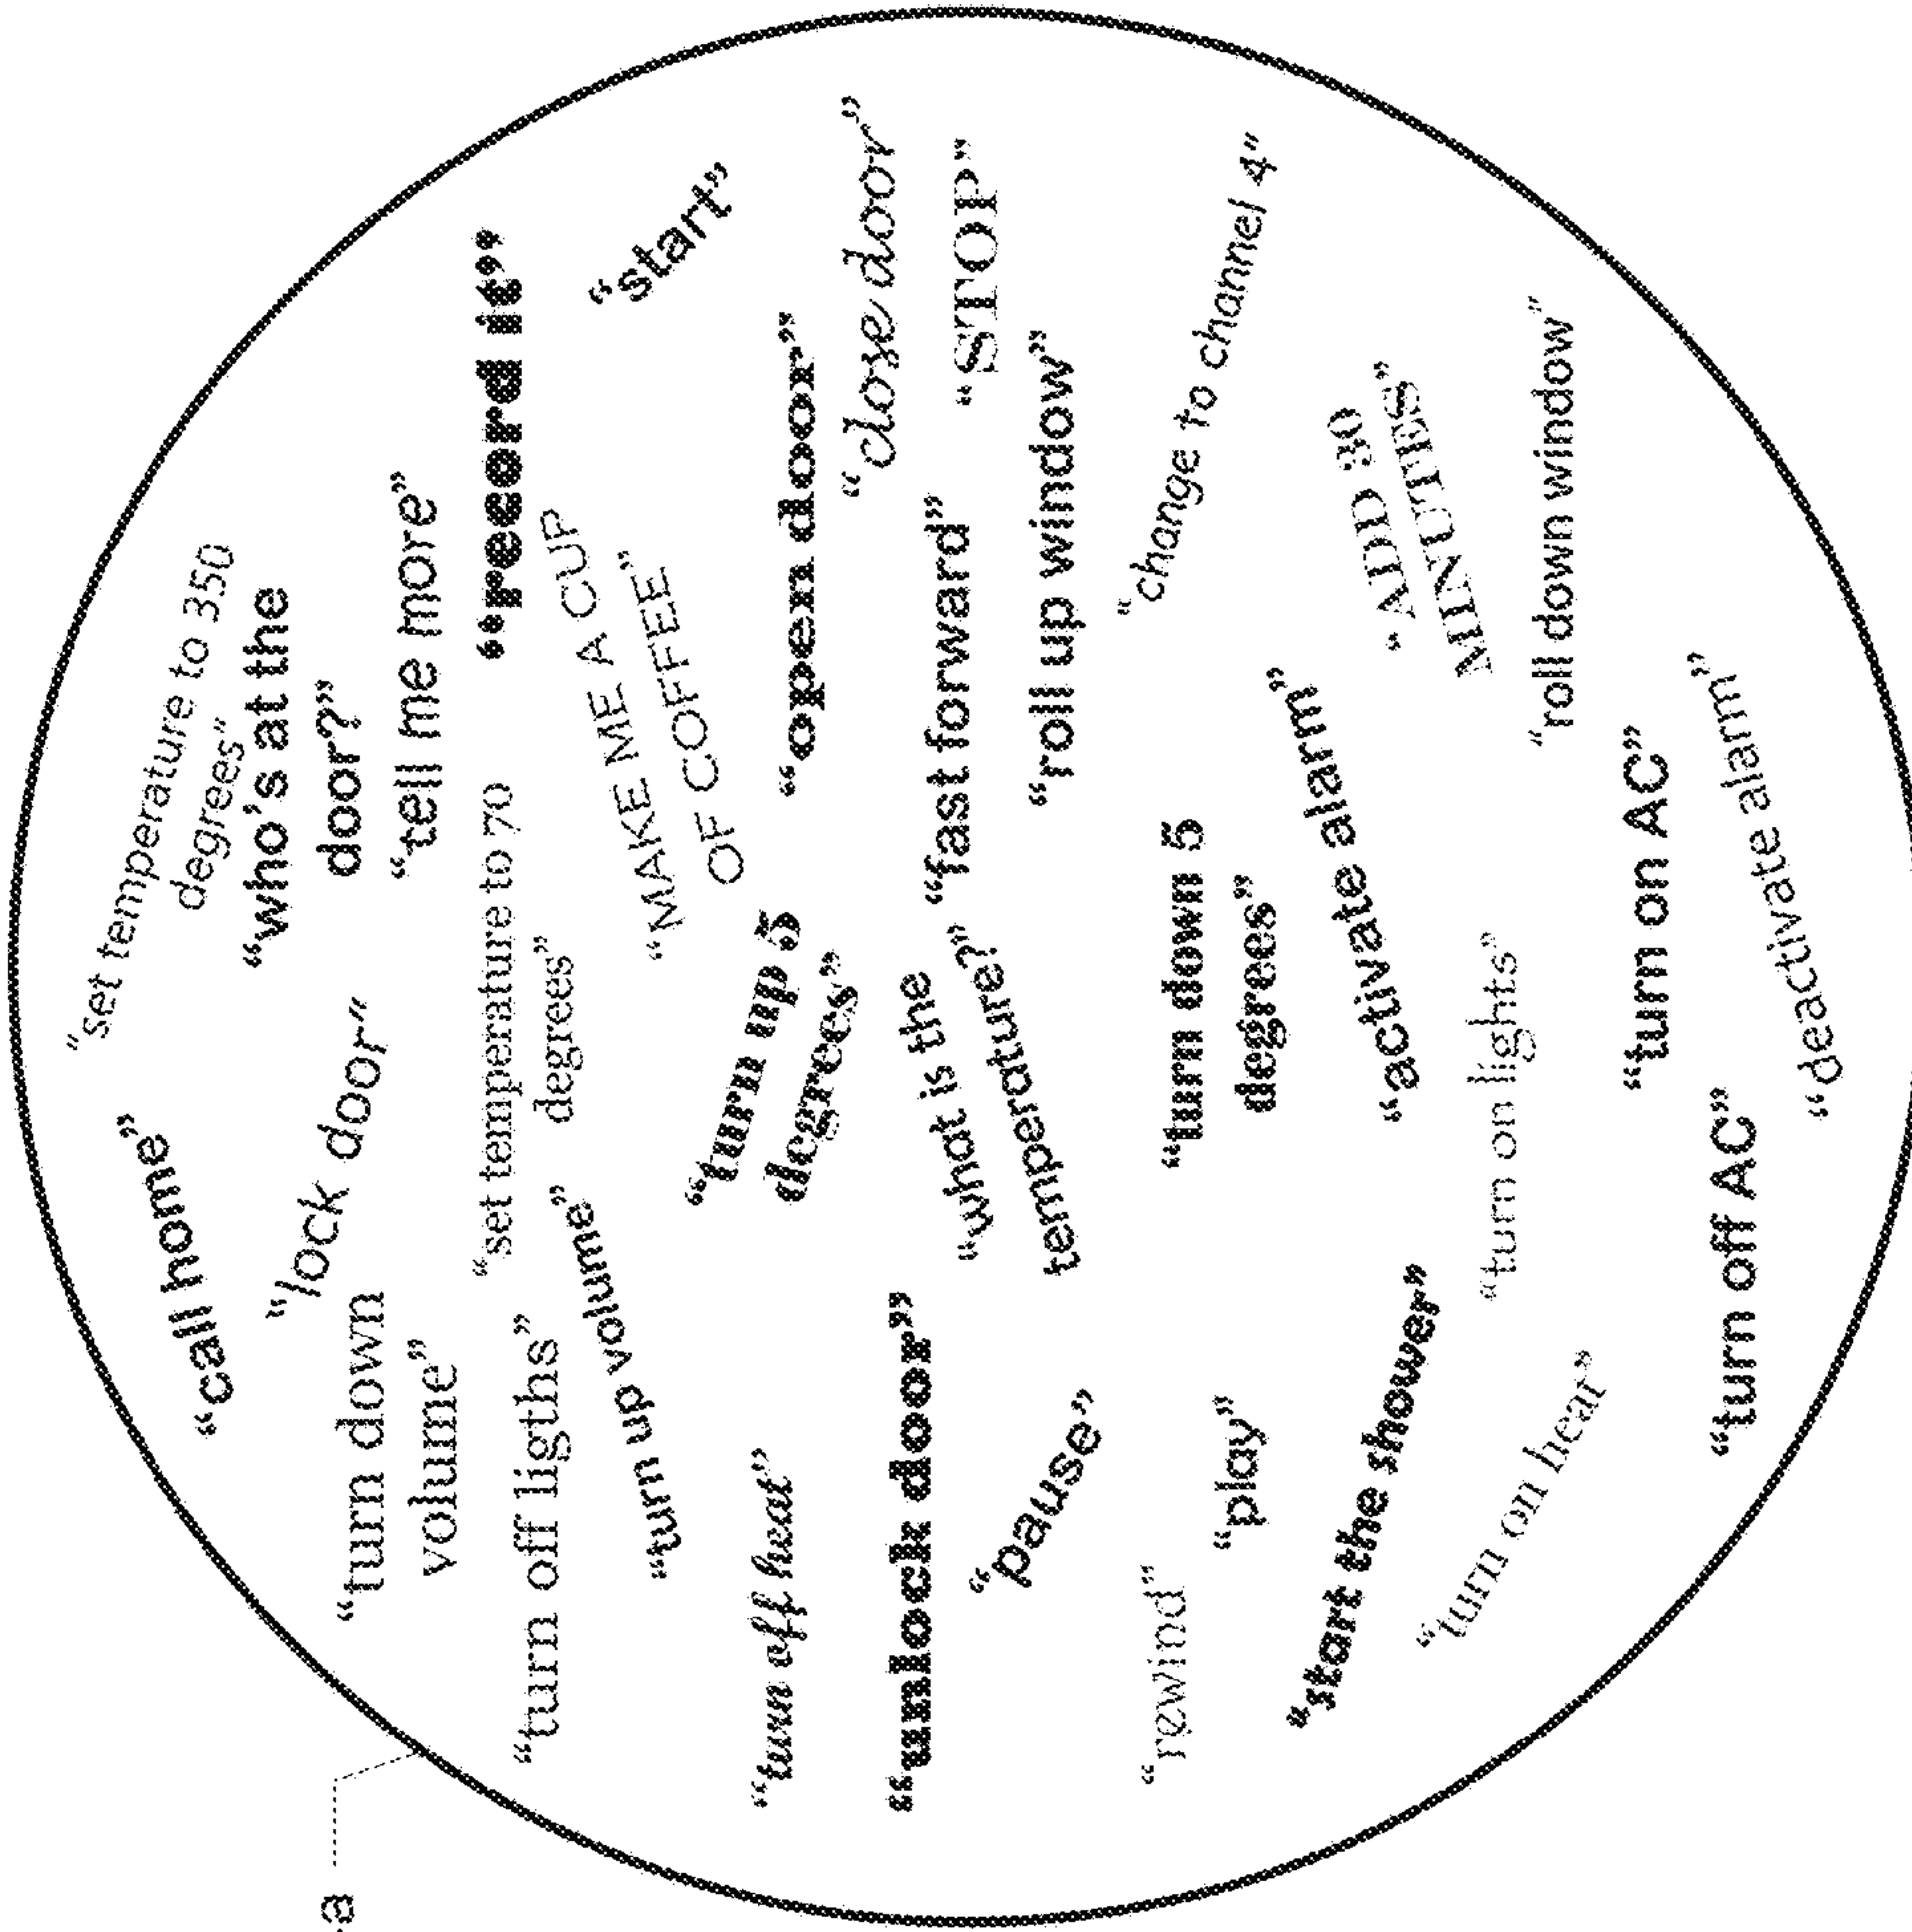 "set temperature to 350
degrees"
"call home"
"who's at the
door?"
"lock door"
"tell me more"
"turn down
volume"
"record it"
"set temperature to 70
degrees"
"turn off ligths"
"start"
"MAKE ME A CUP
OF COFFEE"
"turn up volume"
"open door"
"turn up 5
degrees"
"turn off heat"
"close door"
"unlock door"
"STOP"
"fast forward"
"what is the
temperature?"
"roll up window"
"pause"
"change to channel 4"
"turn down 5
degrees"
"play"
"rewind"
"activate alarm"
"ADD 30
MINUTES"
"start the shower"
"turn on lights"
"roll down window"
"turn on heat"
"turn on AC"
"turn off AC"
"deactivate alarm"